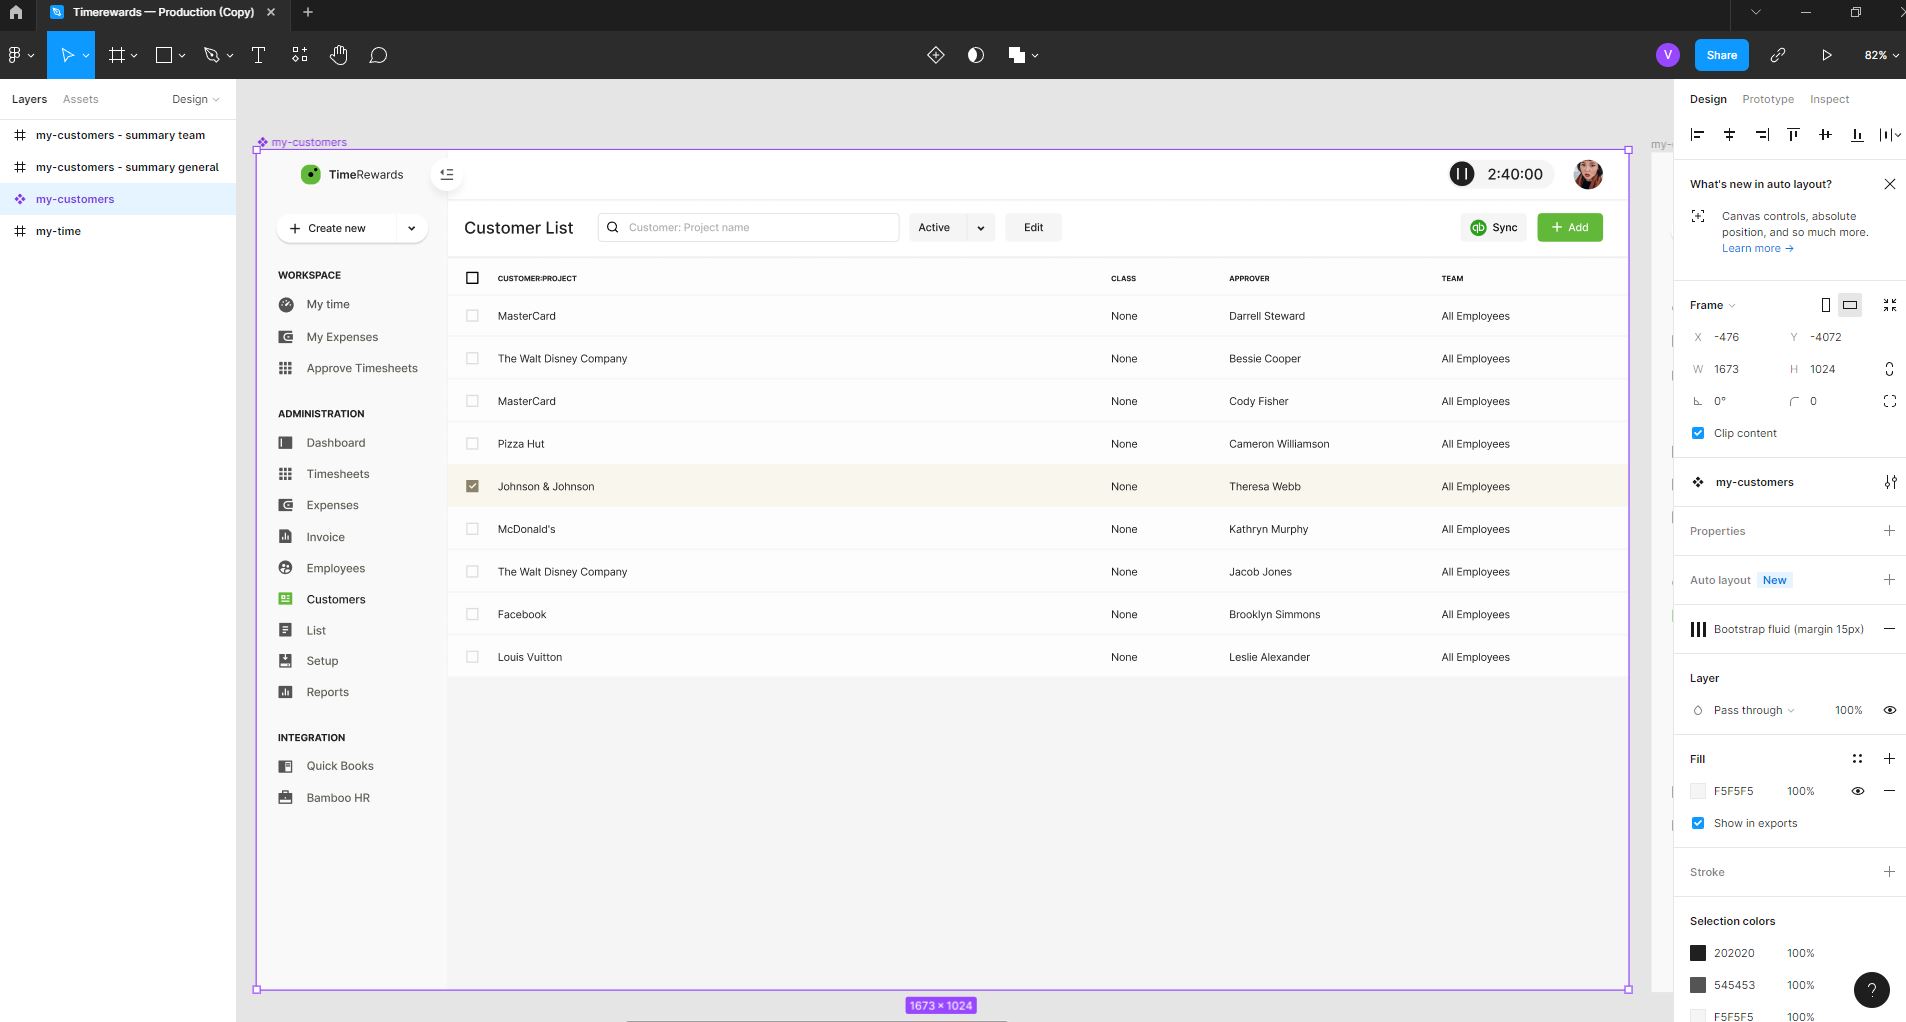 Timerewards — Production (Copy)
V
Share
82%
Layers
Assets
Design
my-customers - summary team
my-customers - summary general
my-customers
my-time
my-customers
TimeRewards
2:40:00
Create new
Customer List
Customer: Project name
Active
Edit
qb Sync
+ Add
WORKSPACE
My time
My Expenses
Approve Timesheets
ADMINISTRATION
Dashboard
Timesheets
Expenses
Invoice
Employees
Customers
List
Setup
Reports
INTEGRATION
Quick Books
Bamboo HR
CUSTOMER:PROJECT CLASS APPROVER TEAM
MasterCard None Darrell Steward All Employees
The Walt Disney Company None Bessie Cooper All Employees
MasterCard None Cody Fisher All Employees
Pizza Hut None Cameron Williamson All Employees
Johnson & Johnson None Theresa Webb All Employees
McDonald's None Kathryn Murphy All Employees
The Walt Disney Company None Jacob Jones All Employees
Facebook None Brooklyn Simmons All Employees
Louis Vuitton None Leslie Alexander All Employees
1673 × 1024
my-
Design Prototype Inspect
What's new in auto layout?
Canvas controls, absolute
position, and so much more.
Learn more →
Frame
X -476 Y -4072
W 1673 H 1024
0° 0
Clip content
my-customers
Properties
Auto layout New
Bootstrap fluid (margin 15px)
Layer
Pass through 100%
Fill
F5F5F5 100%
Show in exports
Stroke
Selection colors
202020 100%
545453 100%
F5F5F5 100%
?